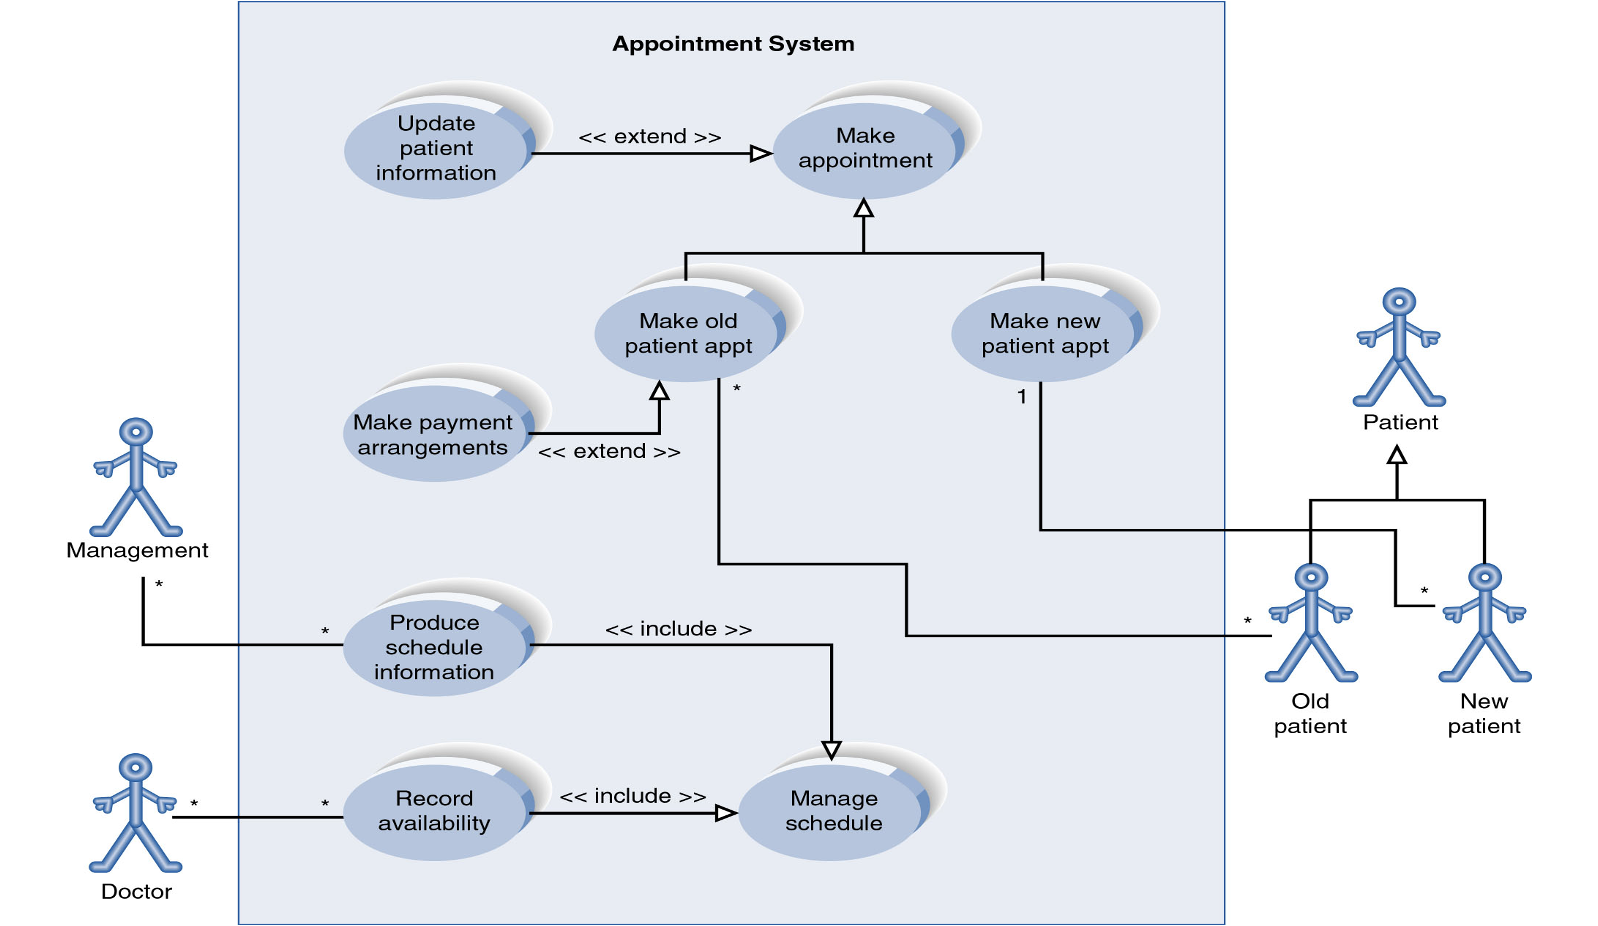 Appointment System
Update
patient
information
<< extend >>
Make
appointment
Make old
patient appt
Make new
patient appt
*
1
Make payment
arrangements
<< extend >>
Patient
Management
*
*
Produce
schedule
information
<< include >>
*
*
Old
patient
New
patient
Doctor
*
*
Record
availability
<< include >>
Manage
schedule